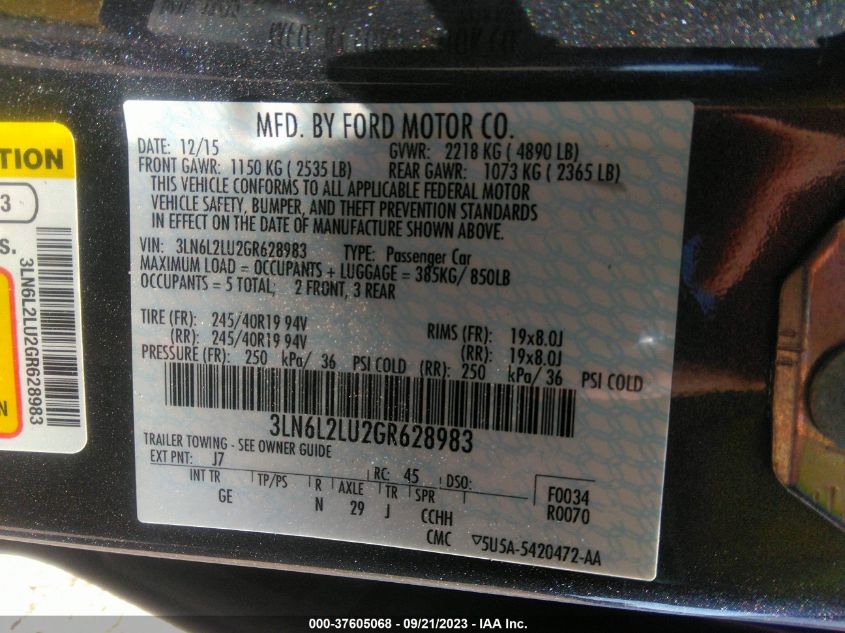 MFD. BY FORD MOTOR CO.
DATE: 12/15 GVWR: 2218 KG ( 4890 LB)
FRONT GAWR: 1150 KG ( 2535 LB) REAR GAWR: 1073 KG ( 2365 LB)
THIS VEHICLE CONFORMS TO ALL APPLICABLE FEDERAL MOTOR
VEHICLE SAFETY, BUMPER, AND THEFT PREVENTION STANDARDS
IN EFFECT ON THE DATE OF MANUFACTURE SHOWN ABOVE.
VIN: 3LN6L2LU2GR628983 TYPE: Passenger Car
MAXIMUM LOAD = OCCUPANTS + LUGGAGE = 385KG/ 850LB
OCCUPANTS = 5 TOTAL; 2 FRONT, 3 REAR
TIRE (FR): 245/40R19 94V RIMS (FR): 19x8.0J
(RR): 245/40R19 94V (RR): 19x8.0J
PRESSURE (FR): 250 kPa/ 36 PSI COLD (RR): 250 kPa/ 36 PSI COLD
3LN6L2LU2GR628983
TRAILER TOWING - SEE OWNER GUIDE
EXT PNT: J7 RC: 45 DSO:
INT TR TP/PS R AXLE TR SPR F0034
GE N 29 J CCHH R0070
CMC ▽5U5A-5420472-AA
TION
3
S.
3LN6L2LU2GR628983
N
000-37605068 - 09/21/2023 - IAA Inc.